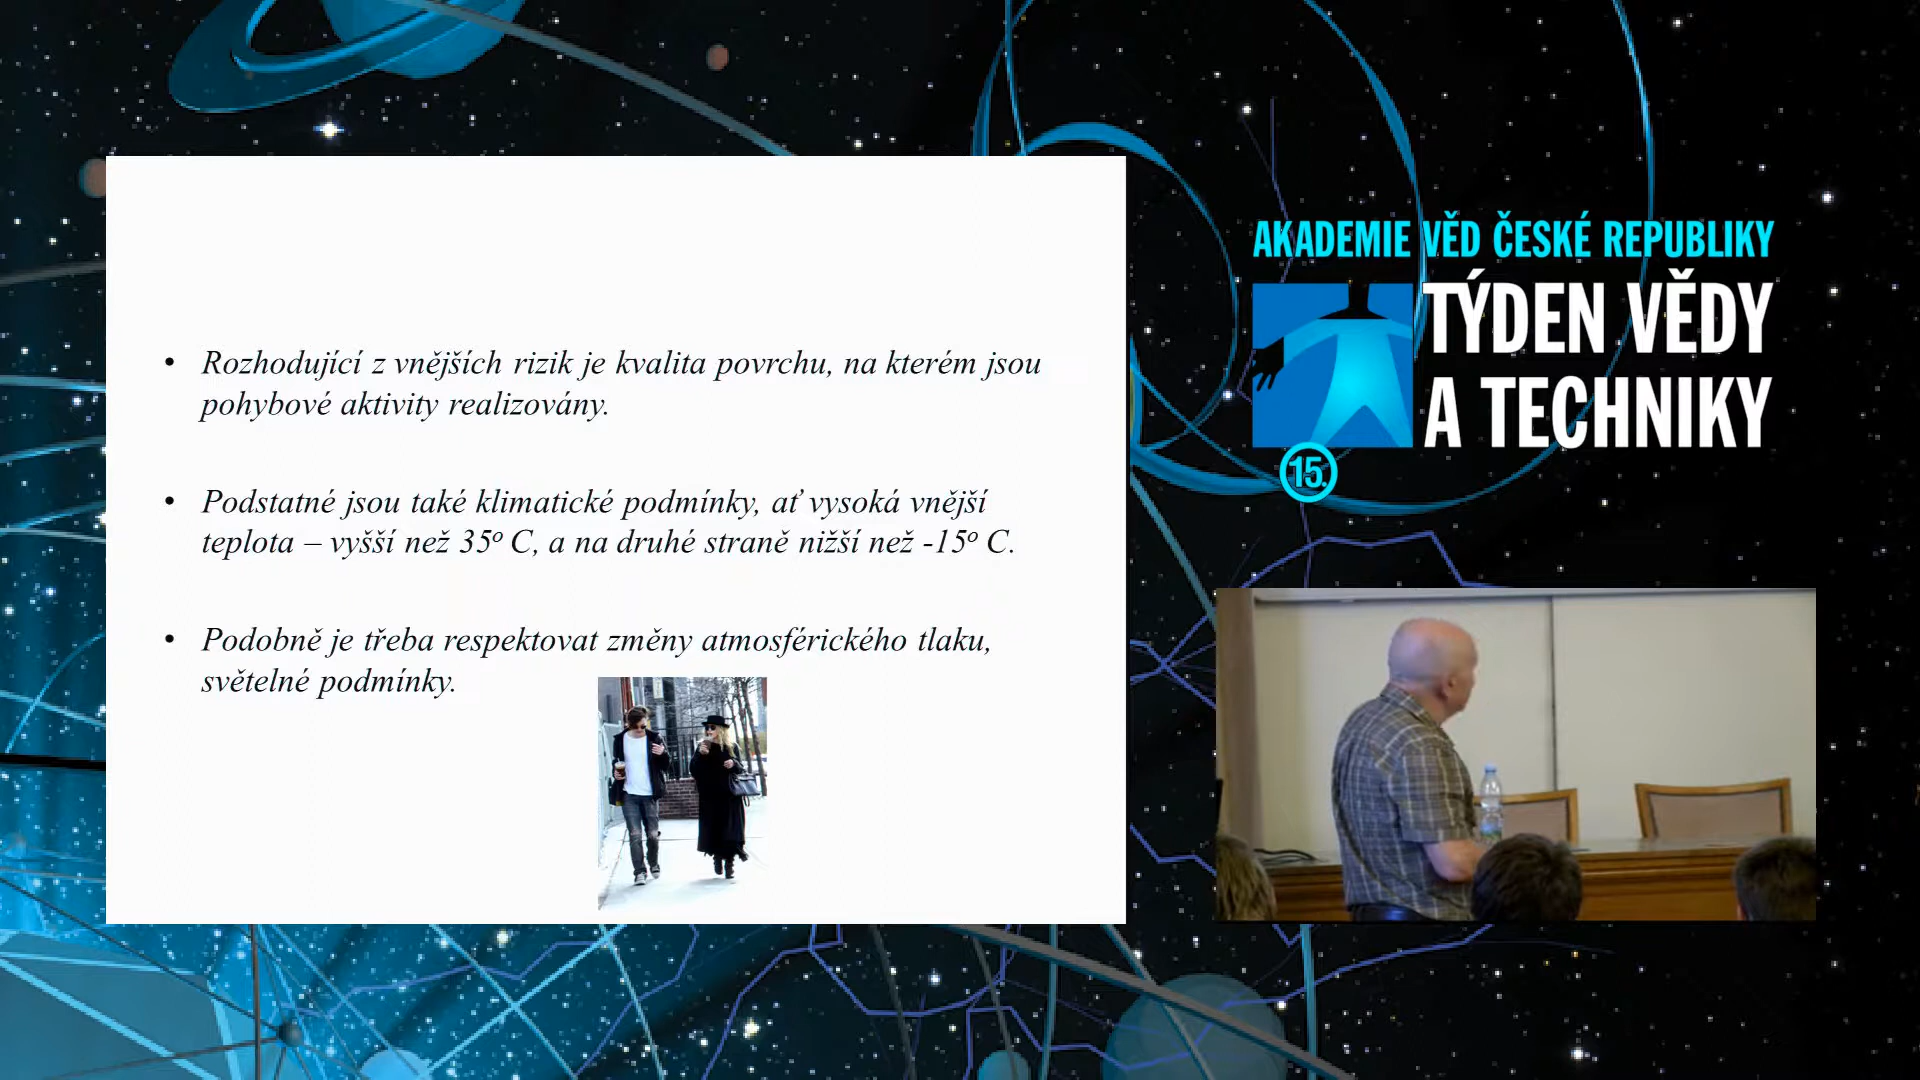 • Rozhodující z vnějších rizik je kvalita povrchu, na kterém jsou
pohybové aktivity realizovány.
• Podstatné jsou také klimatické podmínky, ať vysoká vnější
teplota – vyšší než 35º C, a na druhé straně nižší než -15º C.
• Podobně je třeba respektovat změny atmosférického tlaku,
světelné podmínky.
AKADEMIE VĚD ČESKÉ REPUBLIKY
TÝDEN VĚDY
A TECHNIKY
15.